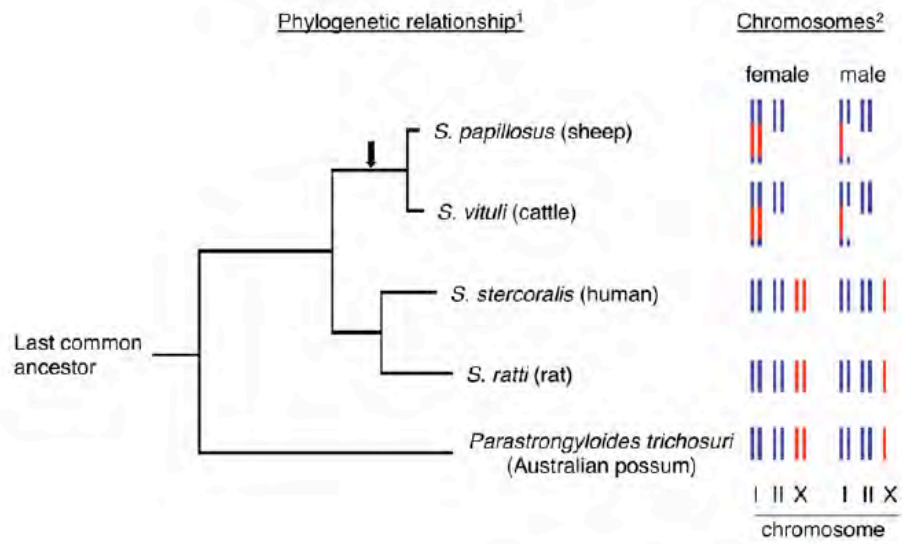 Phylogenetic relationship¹ Chromosomes²
female male
S. papillosus (sheep)
S. vituli (cattle)
S. stercoralis (human)
Last common
ancestor
S. ratti (rat)
Parastrongyloides trichosuri
(Australian possum)
I II X I II X
chromosome